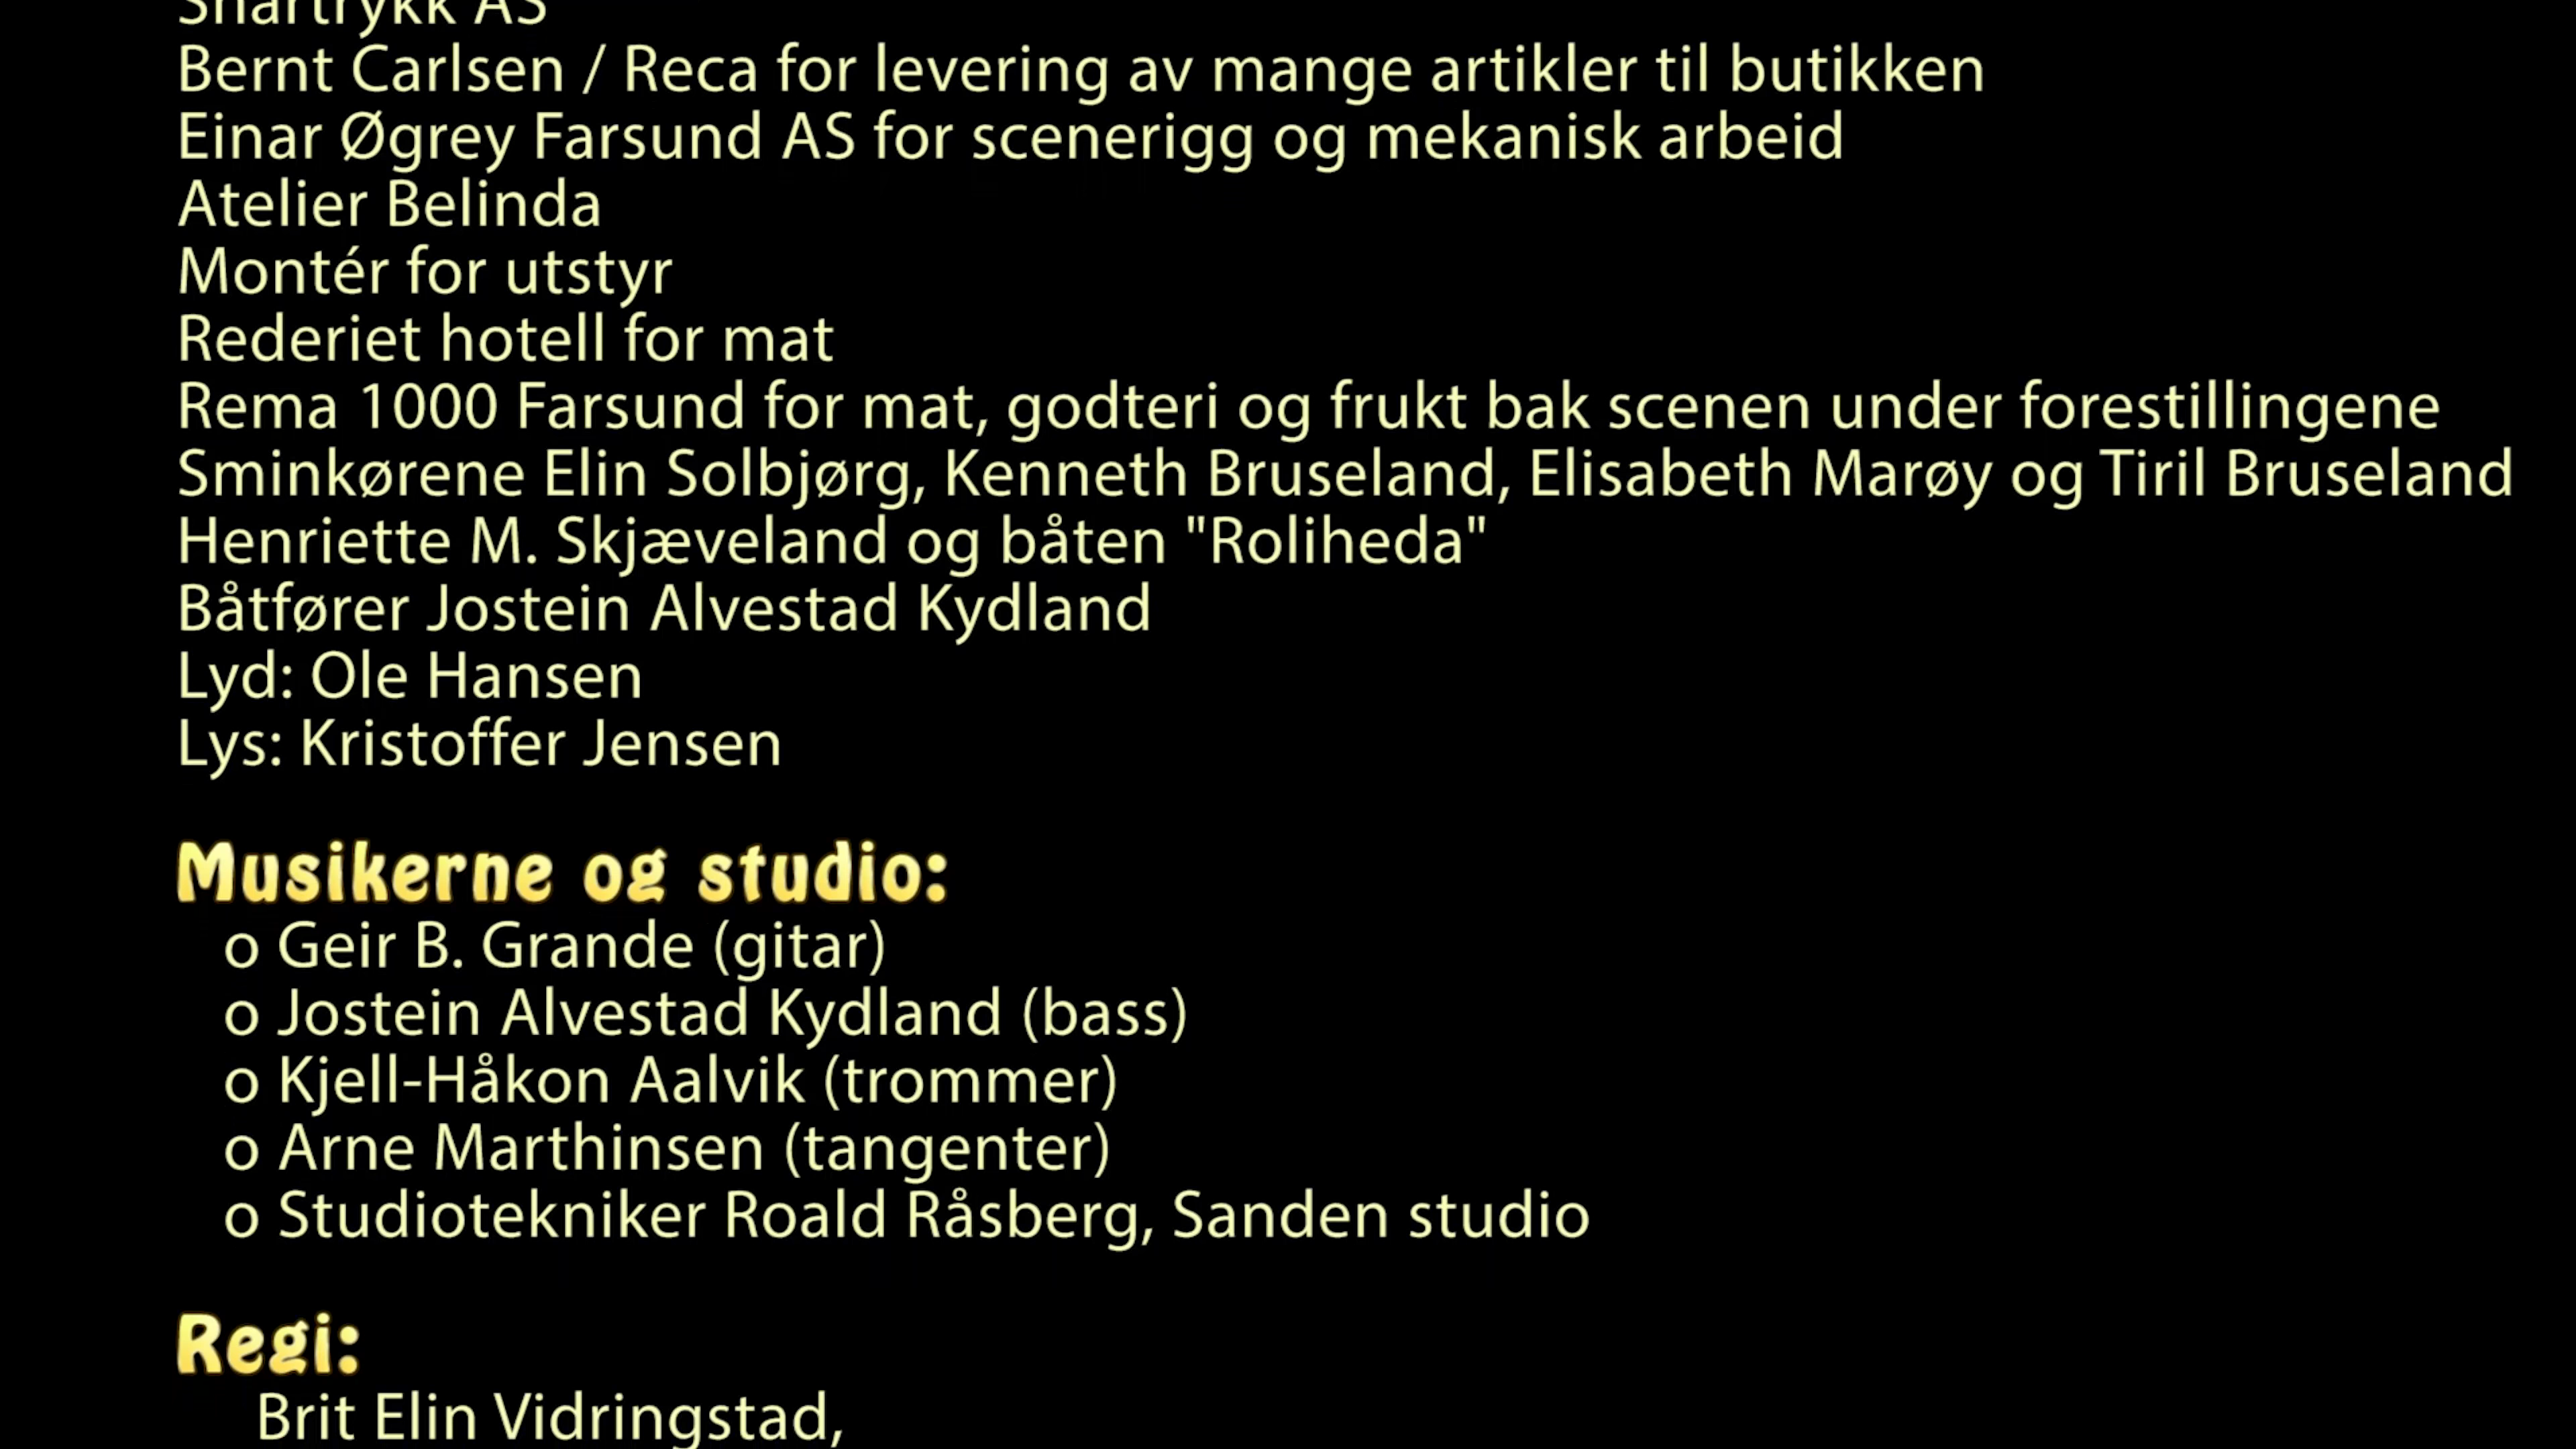 Snartrykk AS
Bernt Carlsen / Reca for levering av mange artikler til butikken
Einar Øgrey Farsund AS for scenerigg og mekanisk arbeid
Atelier Belinda
Montér for utstyr
Rederiet hotell for mat
Rema 1000 Farsund for mat, godteri og frukt bak scenen under forestillingene
Sminkørene Elin Solbjørg, Kenneth Bruseland, Elisabeth Marøy og Tiril Bruseland
Henriette M. Skjæveland og båten "Roliheda"
Båtfører Jostein Alvestad Kydland
Lyd: Ole Hansen
Lys: Kristoffer Jensen
Musikerne og studio:
o Geir B. Grande (gitar)
o Jostein Alvestad Kydland (bass)
o Kjell-Håkon Aalvik (trommer)
o Arne Marthinsen (tangenter)
o Studiotekniker Roald Råsberg, Sanden studio
Regi:
Brit Elin Vidringstad,